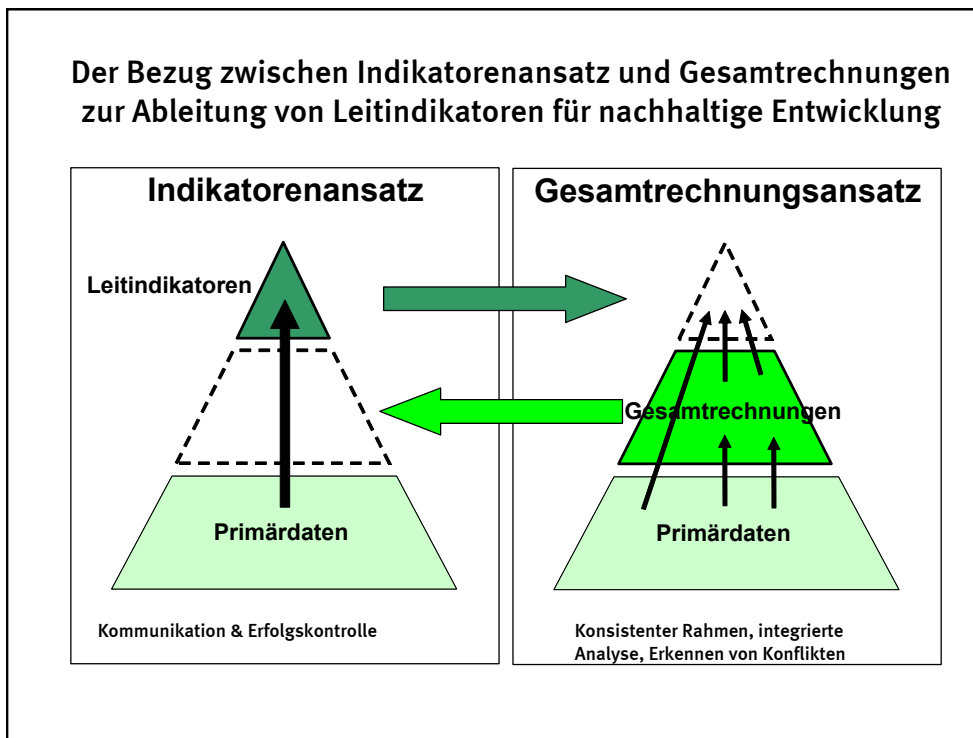 Der Bezug zwischen Indikatorenansatz und Gesamtrechnungen
zur Ableitung von Leitindikatoren für nachhaltige Entwicklung
Indikatorenansatz
Leitindikatoren
Primärdaten
Kommunikation & Erfolgskontrolle
Gesamtrechnungsansatz
Gesamtrechnungen
Primärdaten
Konsistenter Rahmen, integrierte
Analyse, Erkennen von Konflikten